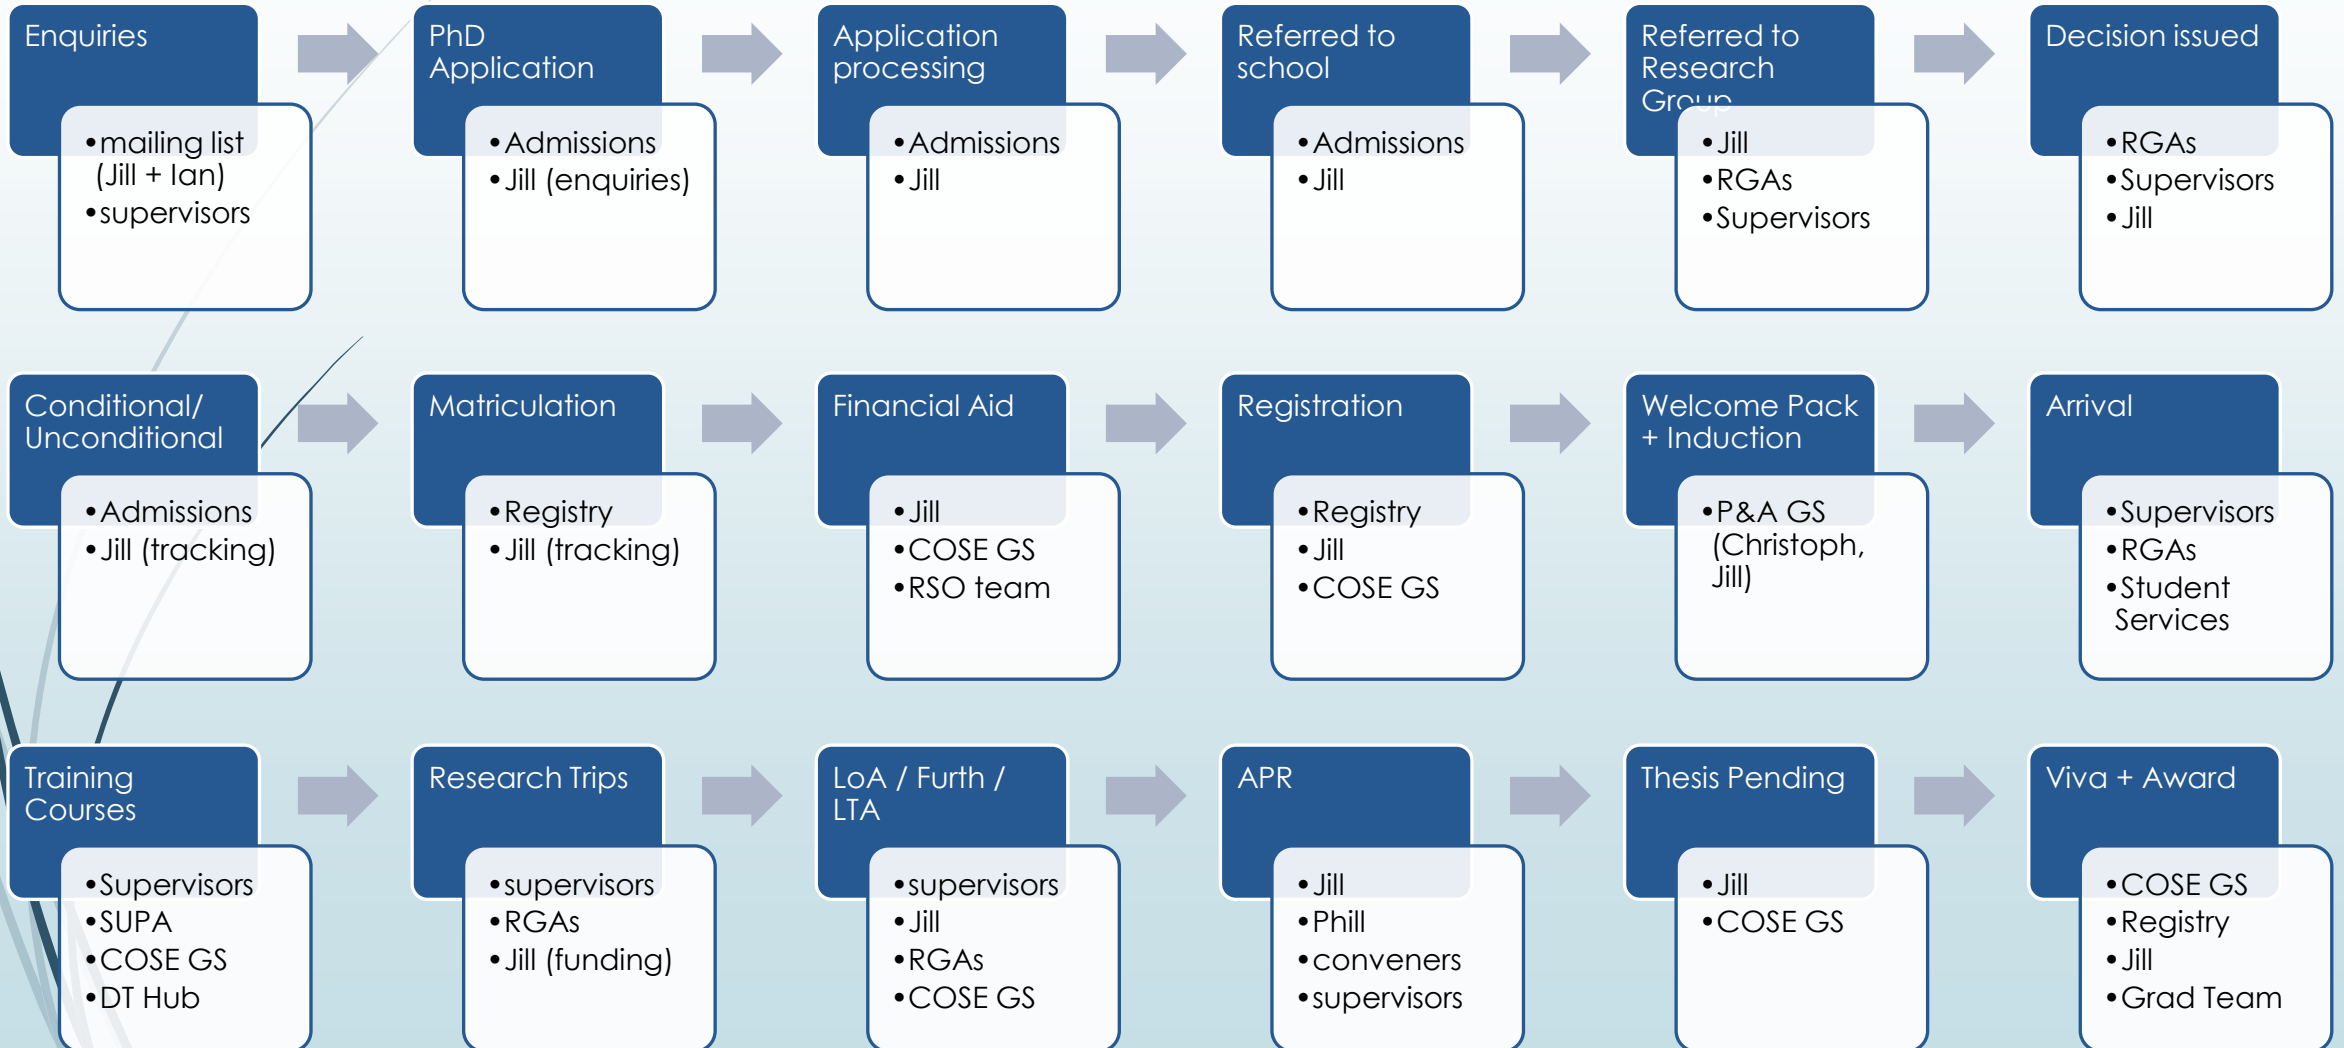 Enquiries
•mailing list
(Jill + Ian)
•supervisors
PhD
Application
•Admissions
•Jill (enquiries)
Application
processing
•Admissions
•Jill
Referred to
school
•Admissions
•Jill
Referred to
Research
Group
•Jill
•RGAs
•Supervisors
Decision issued
•RGAs
•Supervisors
•Jill
Conditional/
Unconditional
•Admissions
•Jill (tracking)
Matriculation
•Registry
•Jill (tracking)
Financial Aid
•Jill
•COSE GS
•RSO team
Registration
•Registry
•Jill
•COSE GS
Welcome Pack
+ Induction
•P&A GS
(Christoph,
Jill)
Arrival
•Supervisors
•RGAs
•Student
Services
Training
Courses
•Supervisors
•SUPA
•COSE GS
•DT Hub
Research Trips
•supervisors
•RGAs
•Jill (funding)
LoA / Furth /
LTA
•supervisors
•Jill
•RGAs
•COSE GS
APR
•Jill
•Phill
•conveners
•supervisors
Thesis Pending
•Jill
•COSE GS
Viva + Award
•COSE GS
•Registry
•Jill
•Grad Team